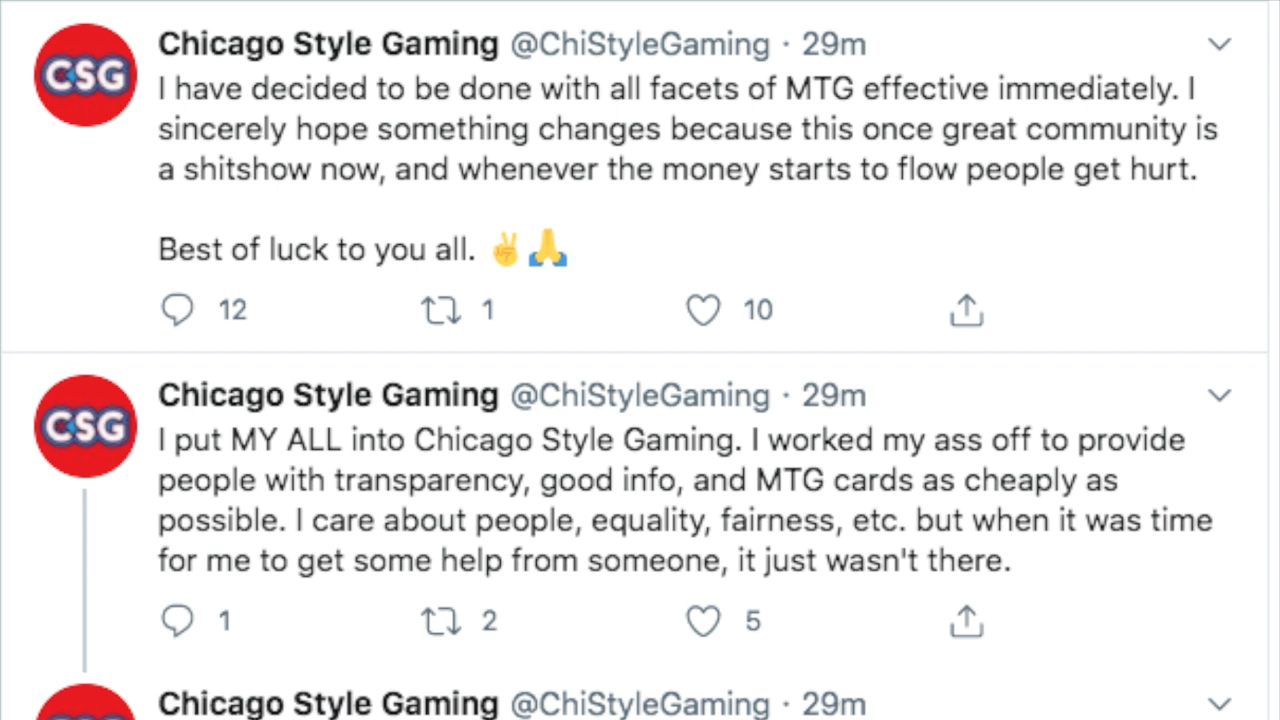 CSG
Chicago Style Gaming @ChiStyleGaming · 29m
I have decided to be done with all facets of MTG effective immediately. I
sincerely hope something changes because this once great community is
a shitshow now, and whenever the money starts to flow people get hurt.
Best of luck to you all. ✌️🙏
12 1 10
CSG
Chicago Style Gaming @ChiStyleGaming · 29m
I put MY ALL into Chicago Style Gaming. I worked my ass off to provide
people with transparency, good info, and MTG cards as cheaply as
possible. I care about people, equality, fairness, etc. but when it was time
for me to get some help from someone, it just wasn't there.
1 2 5
Chicago Style Gaming @ChiStyleGaming · 29m